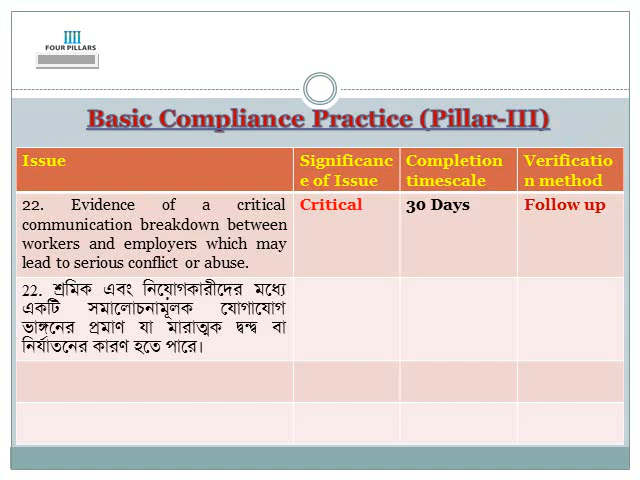 FOUR PILLARS
Basic Compliance Practice (Pillar-III)
Issue
Significanc
e of Issue
Completion
timescale
Verificatio
n method
22. Evidence of a critical
communication breakdown between
workers and employers which may
lead to serious conflict or abuse.
Critical
30 Days
Follow up
22. শ্রমিক এবং নিয়োগকারীদের মধ্যে
একটি সমালোচনামূলক যোগাযোগ
ভাঙ্গনের প্রমাণ যা মারাত্মক দ্বন্দ্ব বা
নির্যাতনের কারণ হতে পারে।